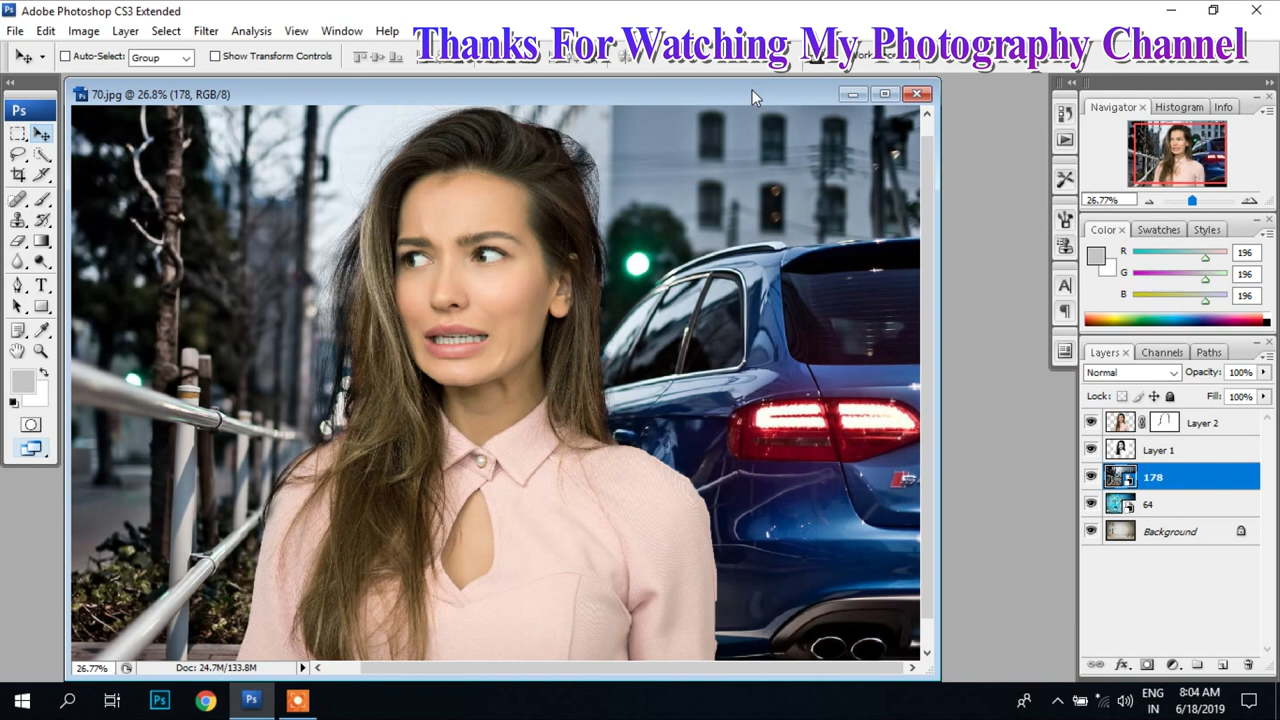 Ps Adobe Photoshop CS3 Extended
File Edit Image Layer Select Filter Analysis View Window Help
Thanks For Watching My Photography Channel
Auto-Select: Group Show Transform Controls
Ps 70.jpg @ 26.8% (178, RGB/8)
Ps
Navigator × Histogram Info
26.77%
Color × Swatches Styles
R 196
G 196
B 196
Layers × Channels Paths
Normal Opacity: 100%
Lock: Fill: 100%
Layer 2
Layer 1
178
64
Background
26.77% Doc: 24.7M/133.8M
Ps Ps
ENG
IN
8:04 AM
6/18/2019